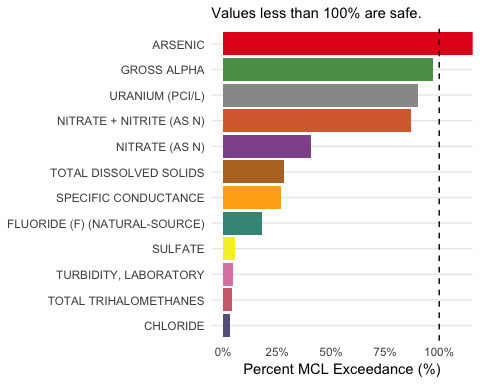 Values less than 100% are safe.
ARSENIC
GROSS ALPHA
URANIUM (PCI/L)
NITRATE + NITRITE (AS N)
NITRATE (AS N)
TOTAL DISSOLVED SOLIDS
SPECIFIC CONDUCTANCE
FLUORIDE (F) (NATURAL-SOURCE)
SULFATE
TURBIDITY, LABORATORY
TOTAL TRIHALOMETHANES
CHLORIDE
0% 25% 50% 75% 100%
Percent MCL Exceedance (%)